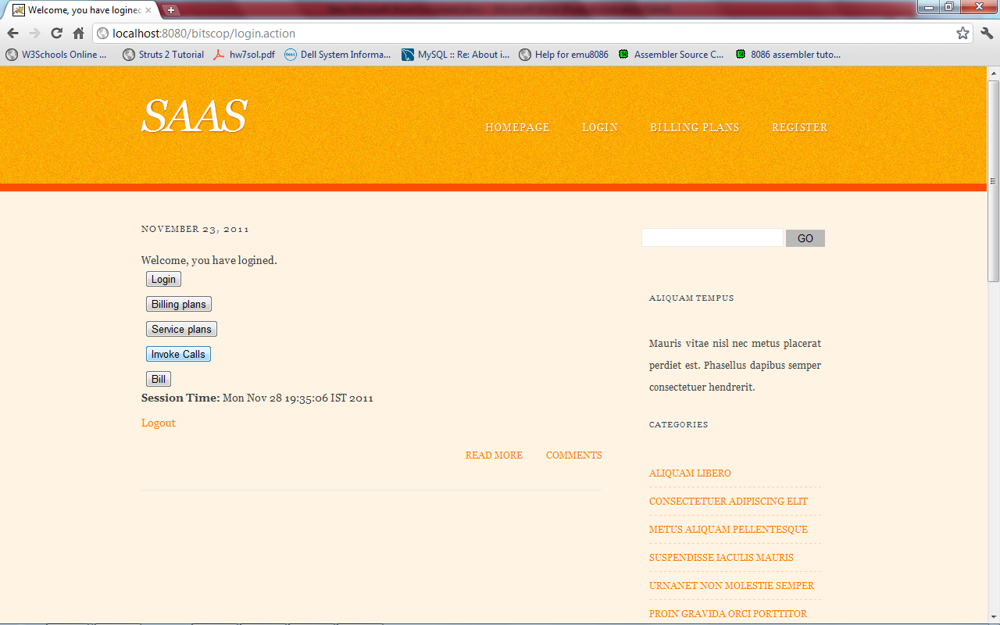 Welcome, you have logined
localhost:8080/bitscop/login.action
W3Schools Online ... Struts 2 Tutorial hw7sol.pdf Dell System Informa... MySQL :: Re: About i... Help for emu8086 Assembler Source C... 8086 assembler tuto...
SAAS
HOMEPAGE LOGIN BILLING PLANS REGISTER
NOVEMBER 23, 2011
Welcome, you have logined.
Login
Billing plans
Service plans
Invoke Calls
Bill
Session Time: Mon Nov 28 19:35:06 IST 2011
Logout
READ MORE COMMENTS
GO
ALIQUAM TEMPUS
Mauris vitae nisl nec metus placerat
perdiet est. Phasellus dapibus semper
consectetuer hendrerit.
CATEGORIES
ALIQUAM LIBERO
CONSECTETUER ADIPISCING ELIT
METUS ALIQUAM PELLENTESQUE
SUSPENDISSE IACULIS MAURIS
URNANET NON MOLESTIE SEMPER
PROIN GRAVIDA ORCI PORTTITOR